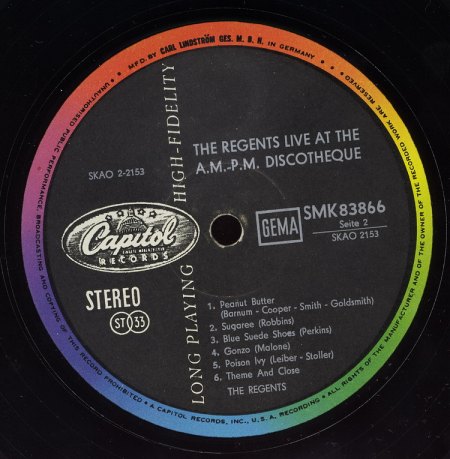 MFD. BY CARL LINDSTRÖM GES. M. B. H. IN GERMANY
UNAUTHORISED PUBLIC PERFORMANCE, BROADCASTING AND COPYING OF THIS RECORD PROHIBITED
A CAPITOL RECORDS, INC., U. S. A. RECORDING
ALL RIGHTS OF THE MANUFACTURER AND OF THE OWNER OF THE RECORDED WORK ARE RESERVED
LONG PLAYING HIGH-FIDELITY
THE REGENTS LIVE AT THE
A.M.-P.M. DISCOTHEQUE
SKAO 2-2153
Capitol
RECORDS
GEMA
SMK 83866
Seite 2
SKAO 2153
STEREO
ST 33
1. Peanut Butter
(Barnum - Cooper - Smith - Goldsmith)
2. Sugaree (Robbins)
3. Blue Suede Shoes (Perkins)
4. Gonzo (Malone)
5. Poison Ivy (Leiber - Stoller)
6. Theme And Close
THE REGENTS